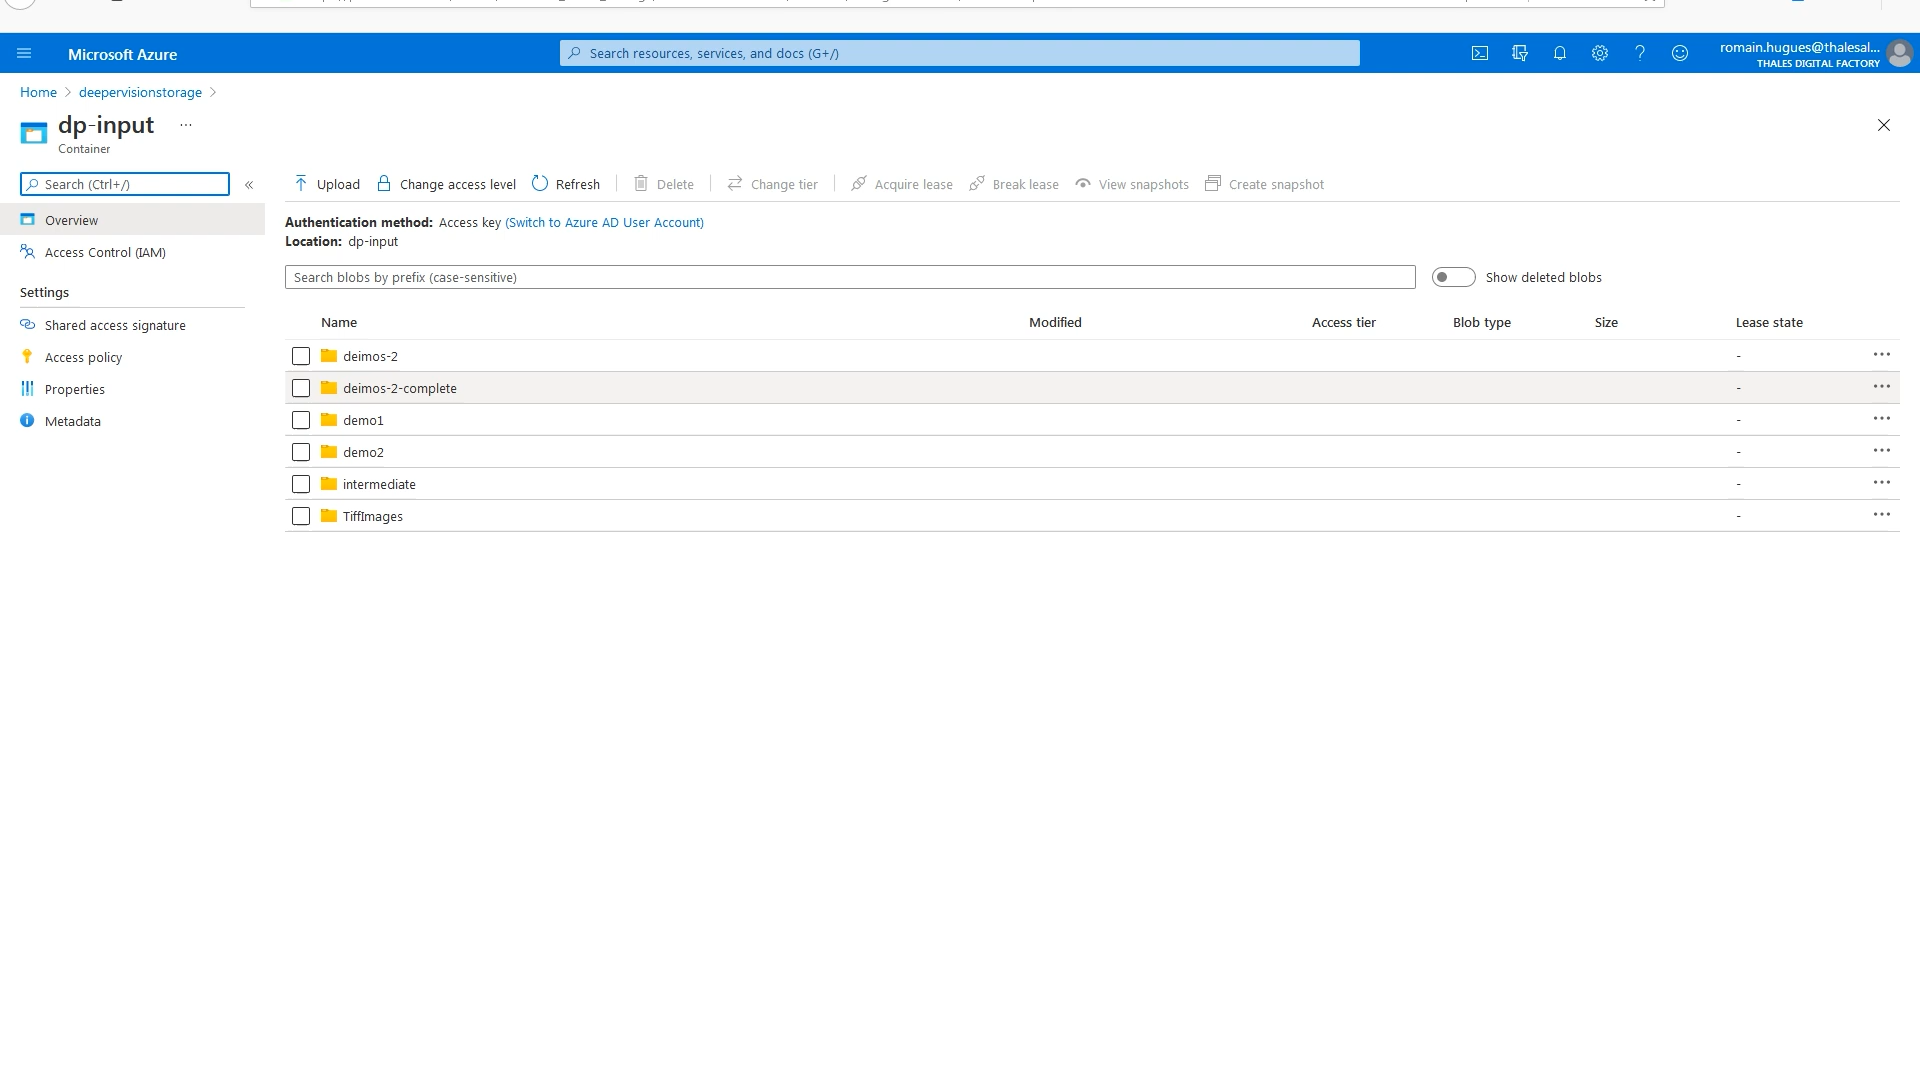 Microsoft Azure
Search resources, services, and docs (G+/)
romain.hugues@thalesal...
THALES DIGITAL FACTORY
Home > deepervisionstorage >
dp-input ...
Container
Search (Ctrl+/) «
Upload Change access level Refresh Delete Change tier Acquire lease Break lease View snapshots Create snapshot
Overview
Access Control (IAM)
Settings
Shared access signature
Access policy
Properties
Metadata
Authentication method: Access key (Switch to Azure AD User Account)
Location: dp-input
Search blobs by prefix (case-sensitive) Show deleted blobs
Name Modified Access tier Blob type Size Lease state
deimos-2 - ...
deimos-2-complete - ...
demo1 - ...
demo2 - ...
intermediate - ...
TiffImages - ...